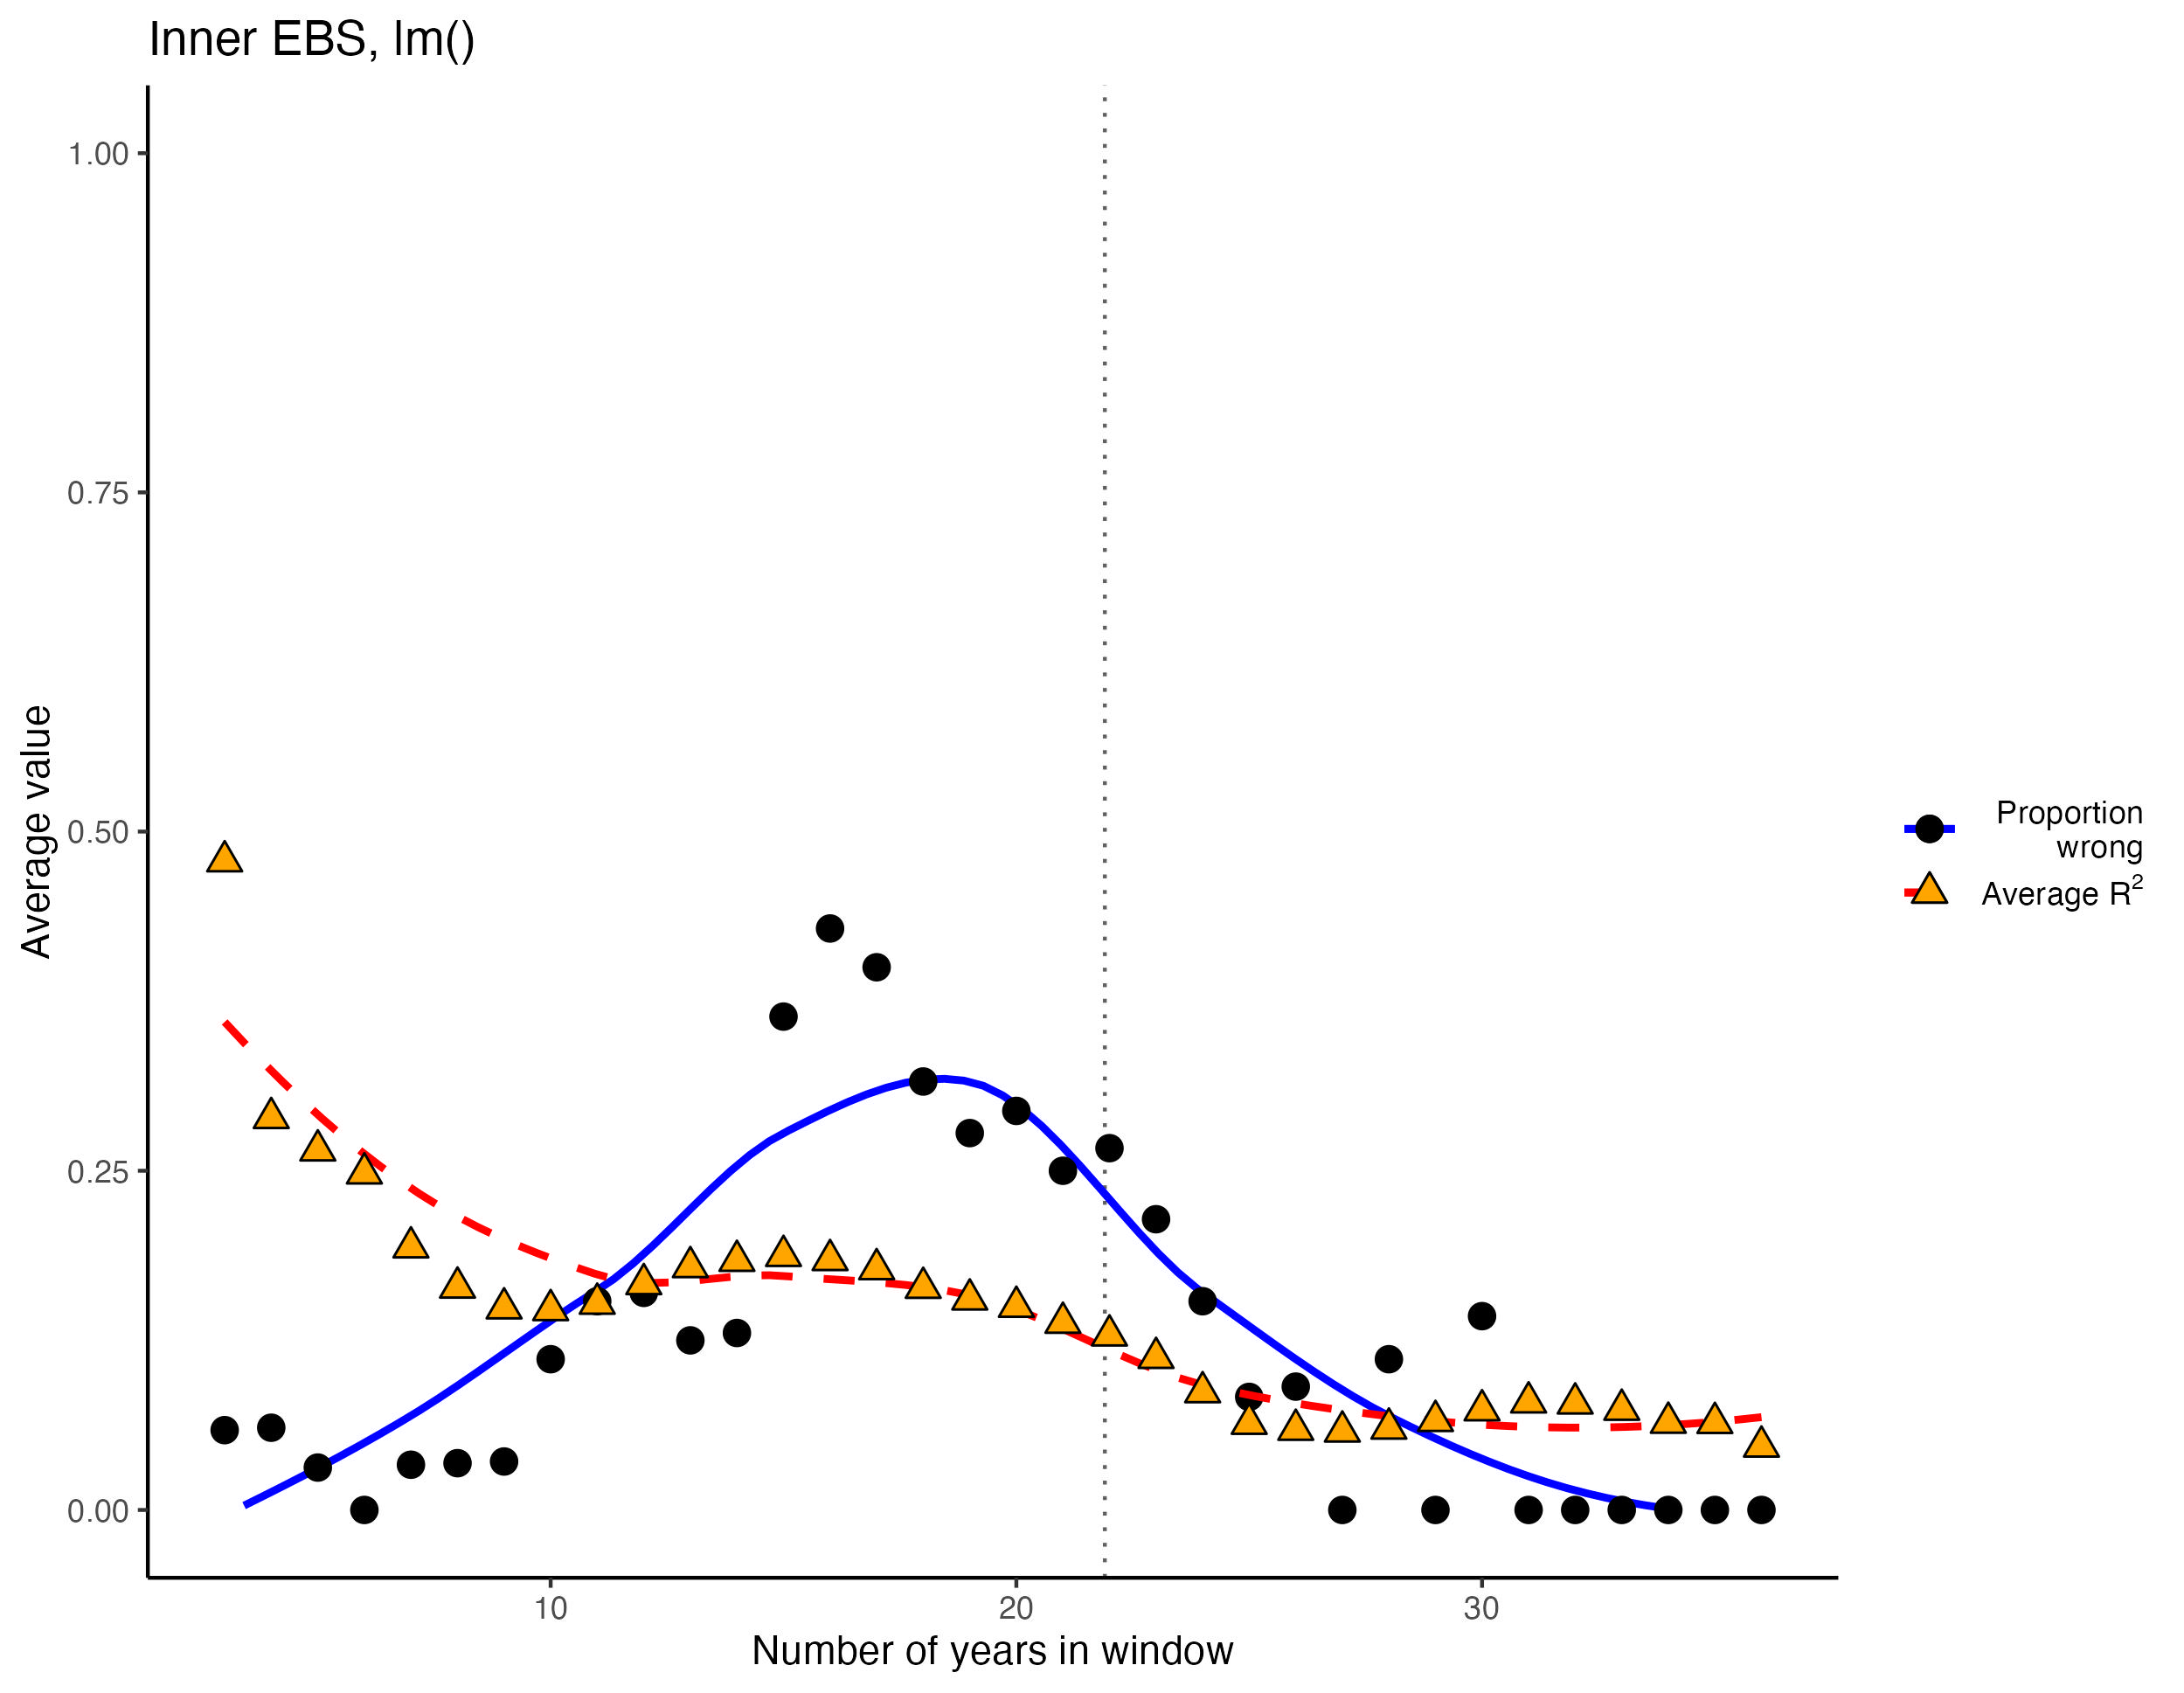 Inner EBS, lm()
1.00
0.75
0.50
0.25
0.00
Average value
10 20 30
Number of years in window
Proportion
wrong
Average R²